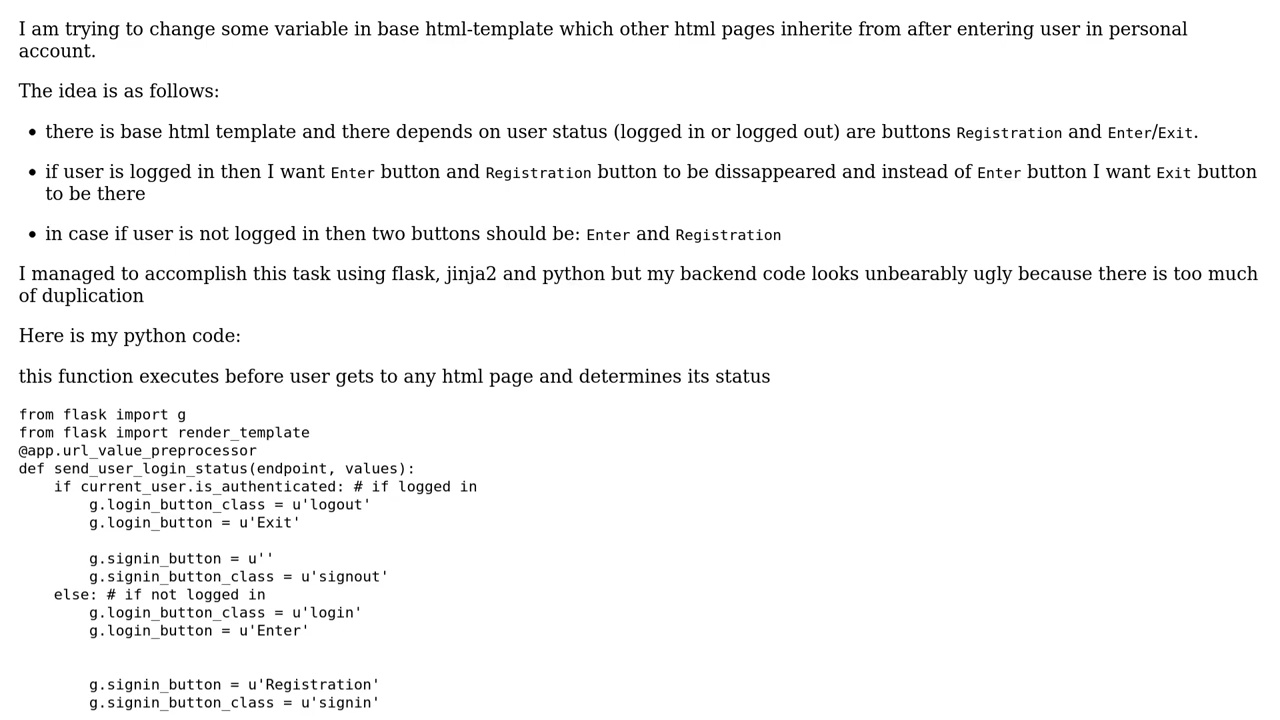 I am trying to change some variable in base html-template which other html pages inherite from after entering user in personal
account.
The idea is as follows:
• there is base html template and there depends on user status (logged in or logged out) are buttons Registration and Enter/Exit.
• if user is logged in then I want Enter button and Registration button to be dissappeared and instead of Enter button I want Exit button
to be there
• in case if user is not logged in then two buttons should be: Enter and Registration
I managed to accomplish this task using flask, jinja2 and python but my backend code looks unbearably ugly because there is too much
of duplication
Here is my python code:
this function executes before user gets to any html page and determines its status
from flask import g
from flask import render_template
@app.url_value_preprocessor
def send_user_login_status(endpoint, values):
    if current_user.is_authenticated: # if logged in
        g.login_button_class = u'logout'
        g.login_button = u'Exit'
        g.signin_button = u''
        g.signin_button_class = u'signout'
    else: # if not logged in
        g.login_button_class = u'login'
        g.login_button = u'Enter'
        g.signin_button = u'Registration'
        g.signin_button_class = u'signin'